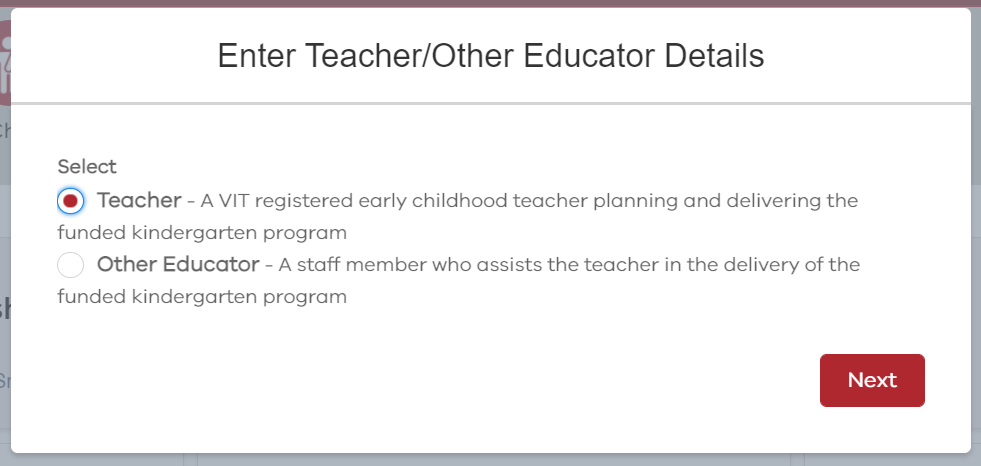 Enter Teacher/Other Educator Details
Select
Teacher - A VIT registered early childhood teacher planning and delivering the
funded kindergarten program
Other Educator - A staff member who assists the teacher in the delivery of the
funded kindergarten program
Next